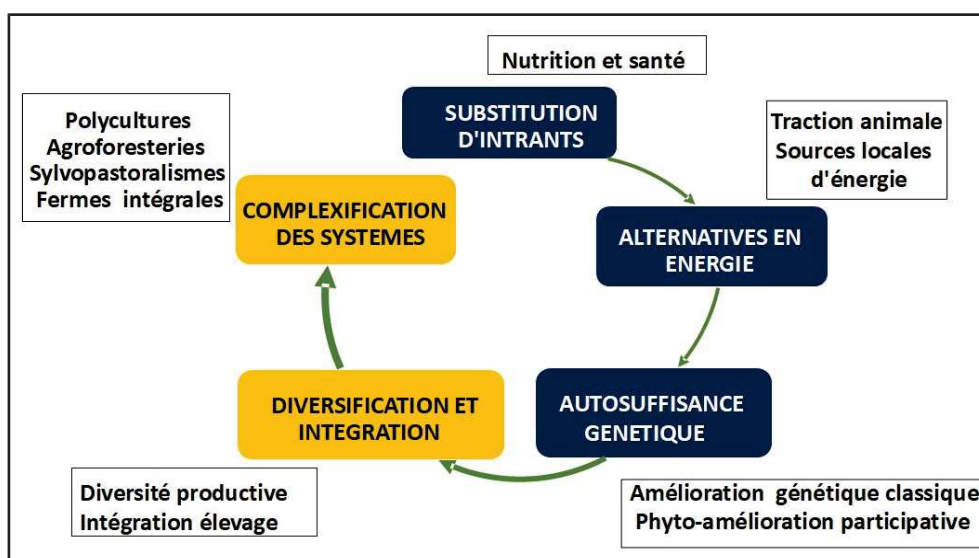 Nutrition et santé
SUBSTITUTION
D'INTRANTS
Traction animale
Sources locales
d'énergie
ALTERNATIVES EN
ENERGIE
AUTOSUFFISANCE
GENETIQUE
Amélioration génétique classique
Phyto-amélioration participative
DIVERSIFICATION ET
INTEGRATION
Diversité productive
Intégration élevage
COMPLEXIFICATION
DES SYSTEMES
Polycultures
Agroforesteries
Sylvopastoralismes
Fermes intégrales